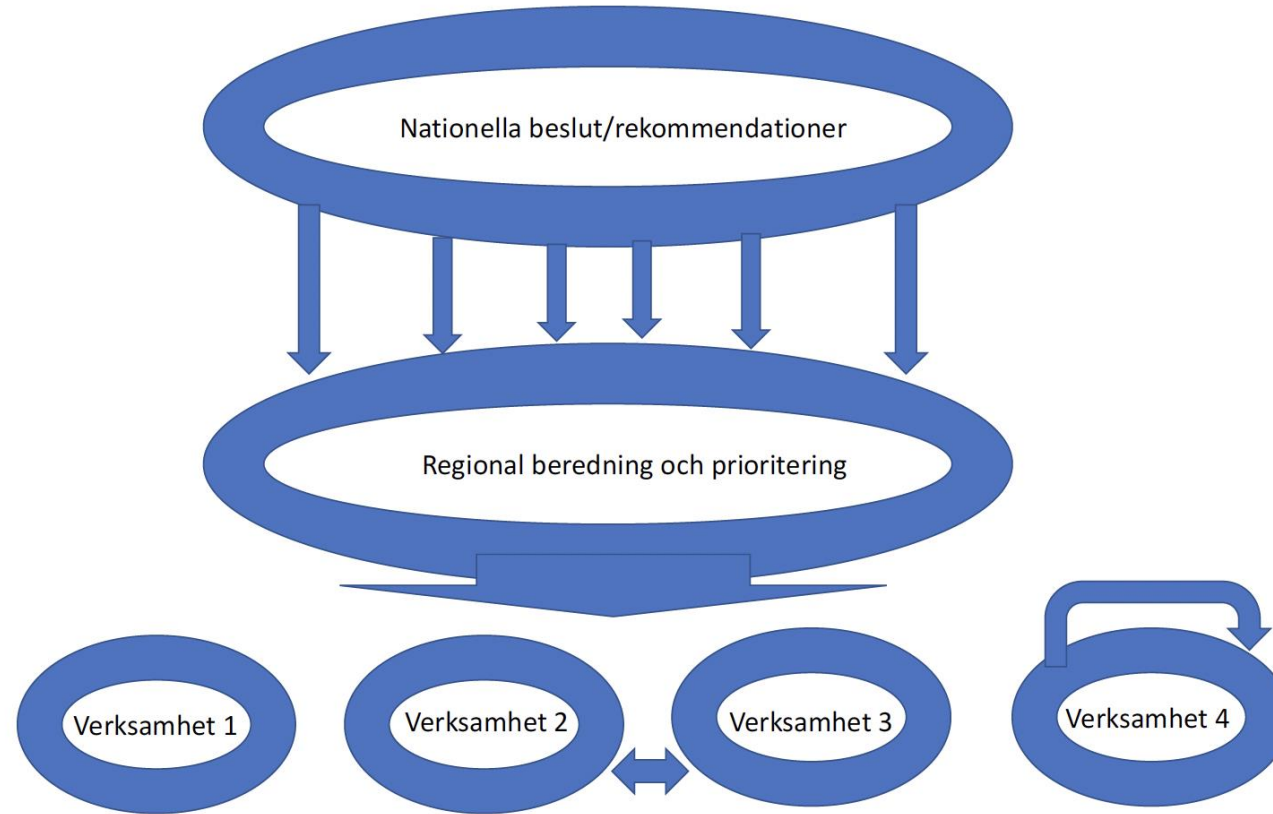 Nationella beslut/rekommendationer
Regional beredning och prioritering
Verksamhet 1
Verksamhet 2
Verksamhet 3
Verksamhet 4